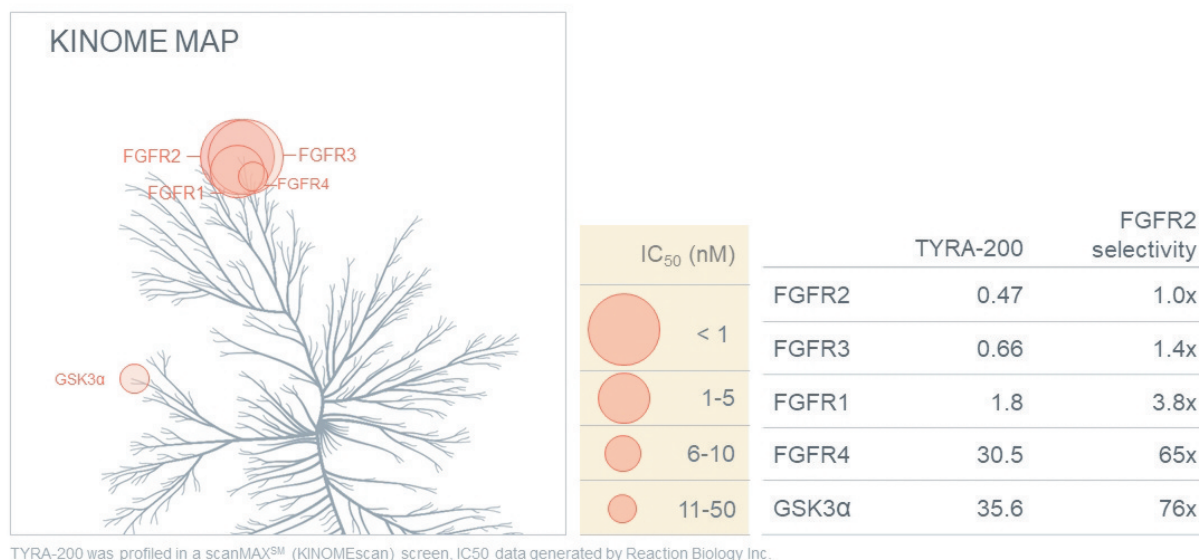 KINOME MAP
FGFR2
FGFR3
FGFR1
FGFR4
GSK3α
IC50 (nM)
< 1
1-5
6-10
11-50
TYRA-200 FGFR2 selectivity
FGFR2 0.47 1.0x
FGFR3 0.66 1.4x
FGFR1 1.8 3.8x
FGFR4 30.5 65x
GSK3α 35.6 76x
TYRA-200 was profiled in a scanMAX℠ (KINOMEscan) screen, IC50 data generated by Reaction Biology Inc.